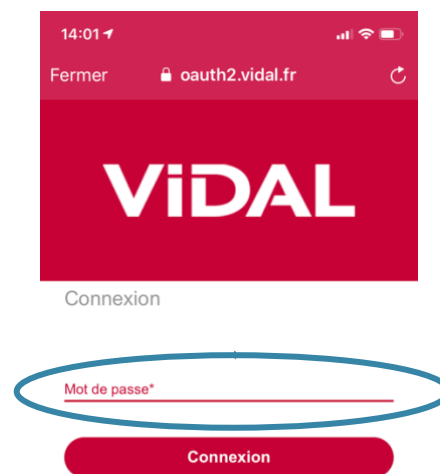 14:01
Fermer oauth2.vidal.fr
ViDAL
Connexion
Mot de passe*
Connexion